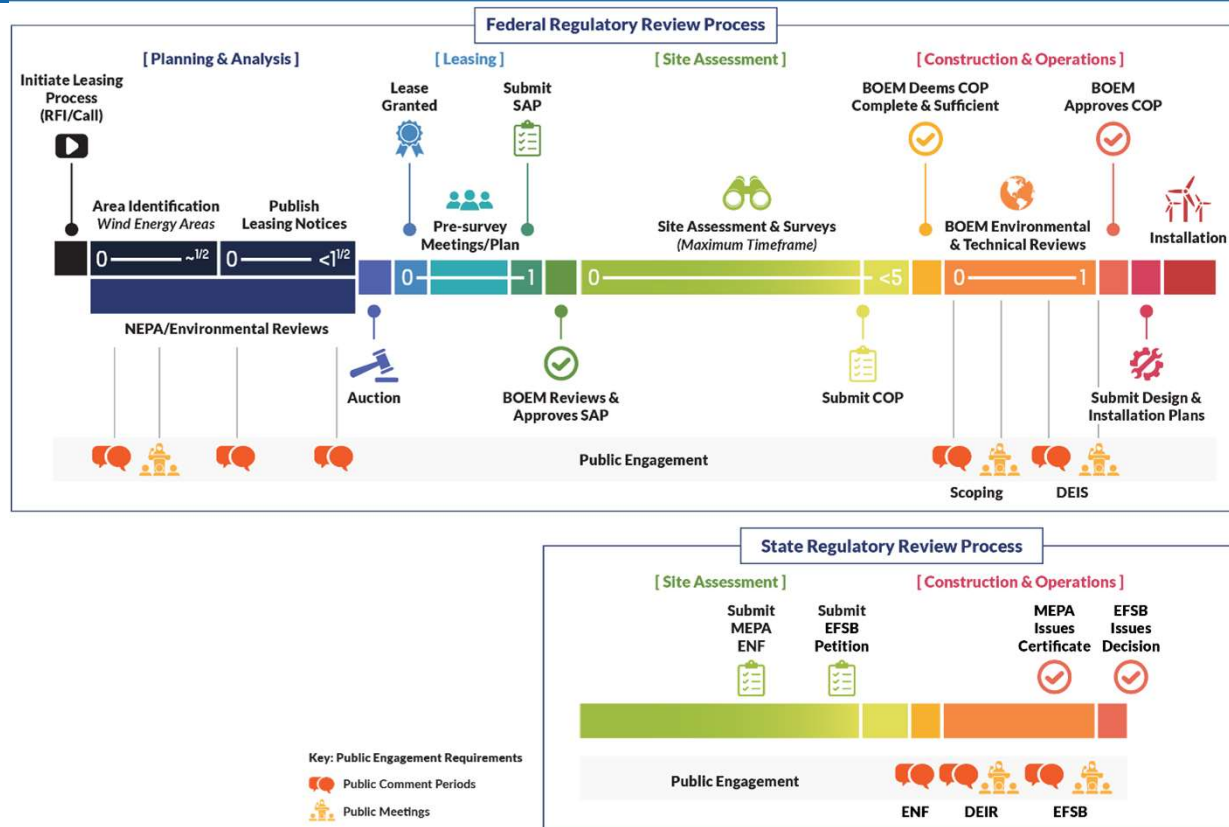 Federal Regulatory Review Process
[ Planning & Analysis ]
[ Leasing ]
[ Site Assessment ]
[ Construction & Operations ]
Initiate Leasing
Process
(RFI/Call)
Lease
Granted
Submit
SAP
BOEM Deems COP
Complete & Sufficient
BOEM
Approves COP
Area Identification
Wind Energy Areas
Publish
Leasing Notices
Pre-survey
Meetings/Plan
Site Assessment & Surveys
(Maximum Timeframe)
BOEM Environmental
& Technical Reviews
Installation
0 ~1/2
0 <1 1/2
0 1
0 <5
0 1
NEPA/Environmental Reviews
Auction
BOEM Reviews &
Approves SAP
Submit COP
Submit Design &
Installation Plans
Public Engagement
Scoping
DEIS
State Regulatory Review Process
[ Site Assessment ]
[ Construction & Operations ]
Submit
MEPA
ENF
Submit
EFSB
Petition
MEPA
Issues
Certificate
EFSB
Issues
Decision
Public Engagement
ENF
DEIR
EFSB
Key: Public Engagement Requirements
Public Comment Periods
Public Meetings